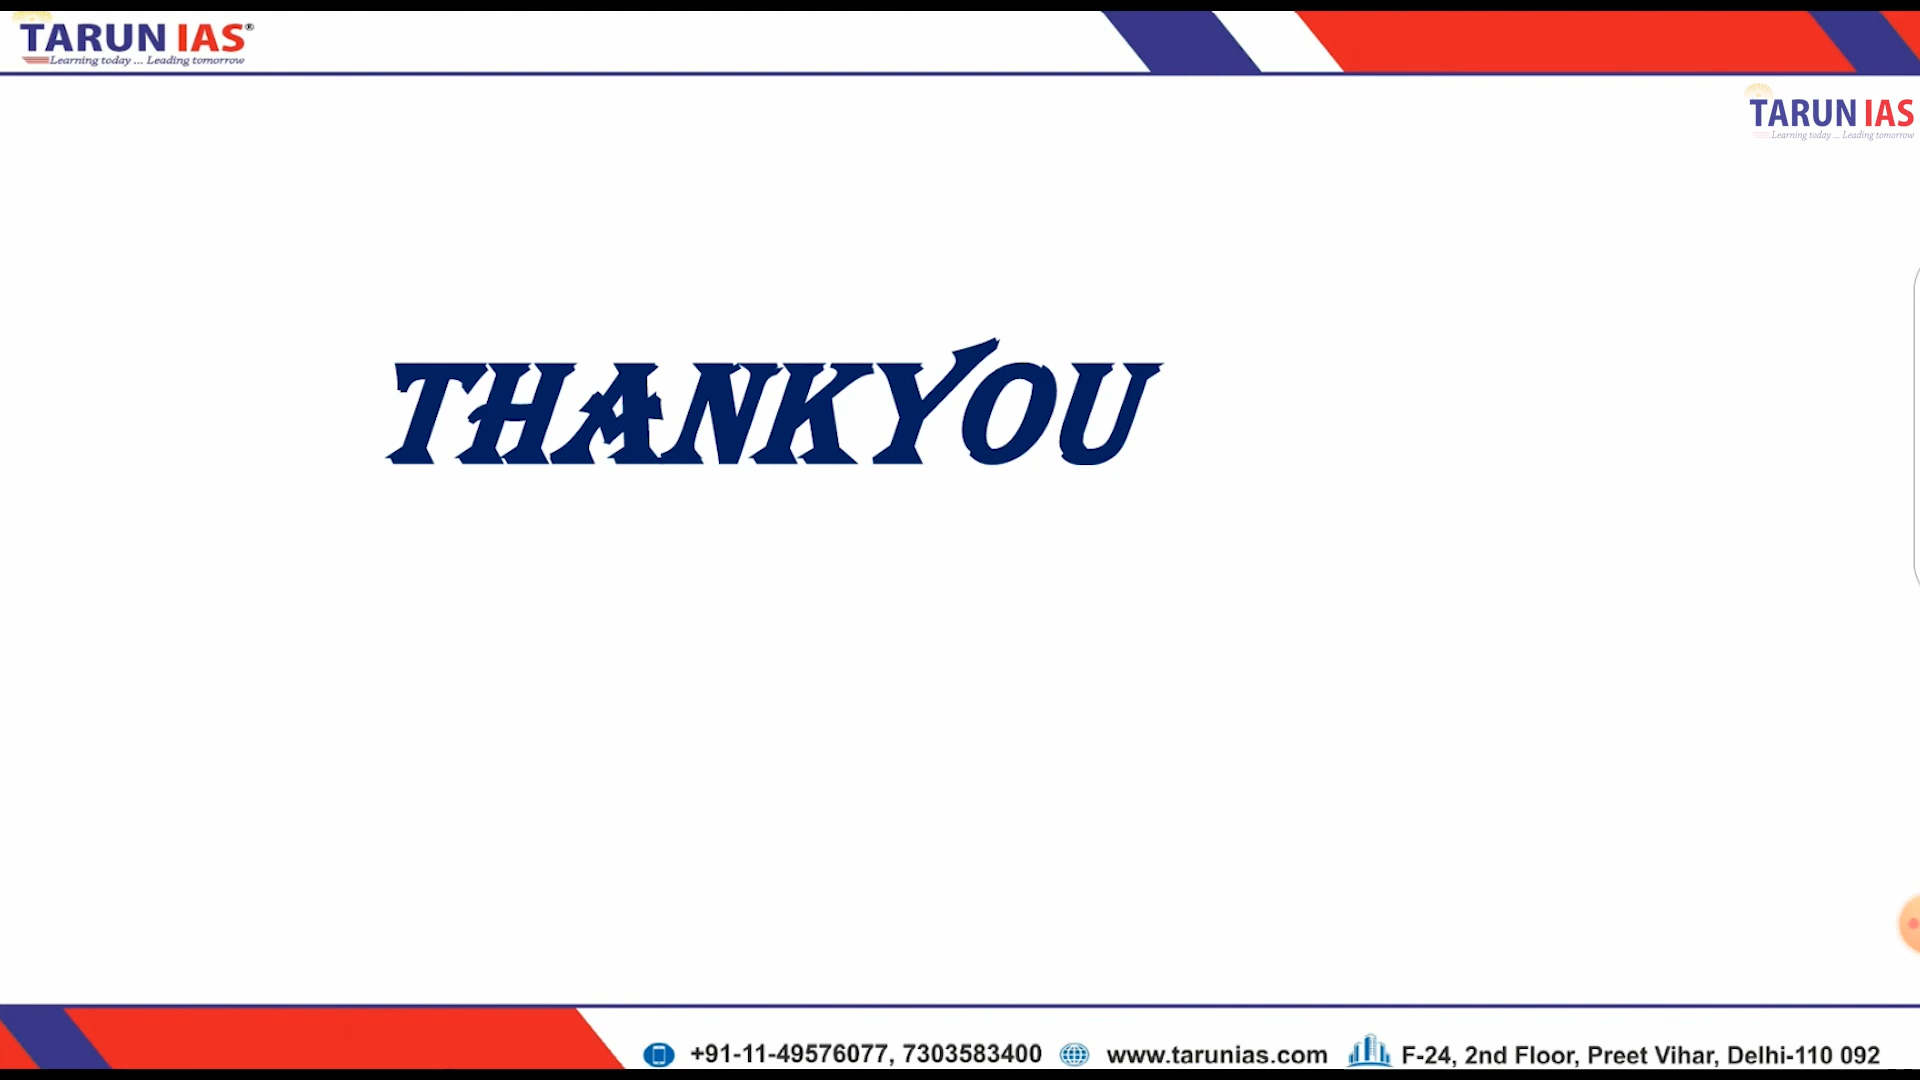 TARUN IAS®
Learning today ... Leading tomorrow
TARUN IAS
Learning today ... Leading tomorrow
THANKYOU
+91-11-49576077, 7303583400 www.tarunias.com F-24, 2nd Floor, Preet Vihar, Delhi-110 092